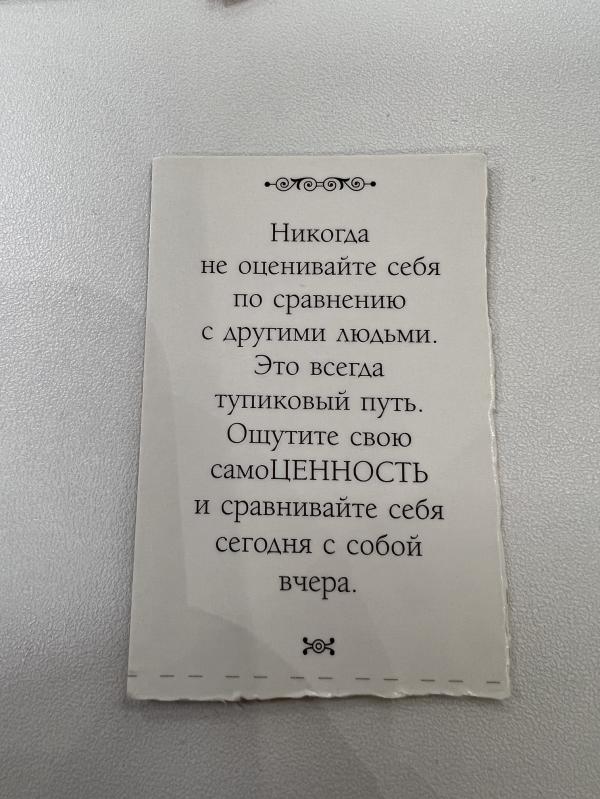 Никогда
не оценивайте себя
по сравнению
с другими людьми.
Это всегда
тупиковый путь.
Ощутите свою
самоЦЕННОСТЬ
и сравнивайте себя
сегодня с собой
вчера.